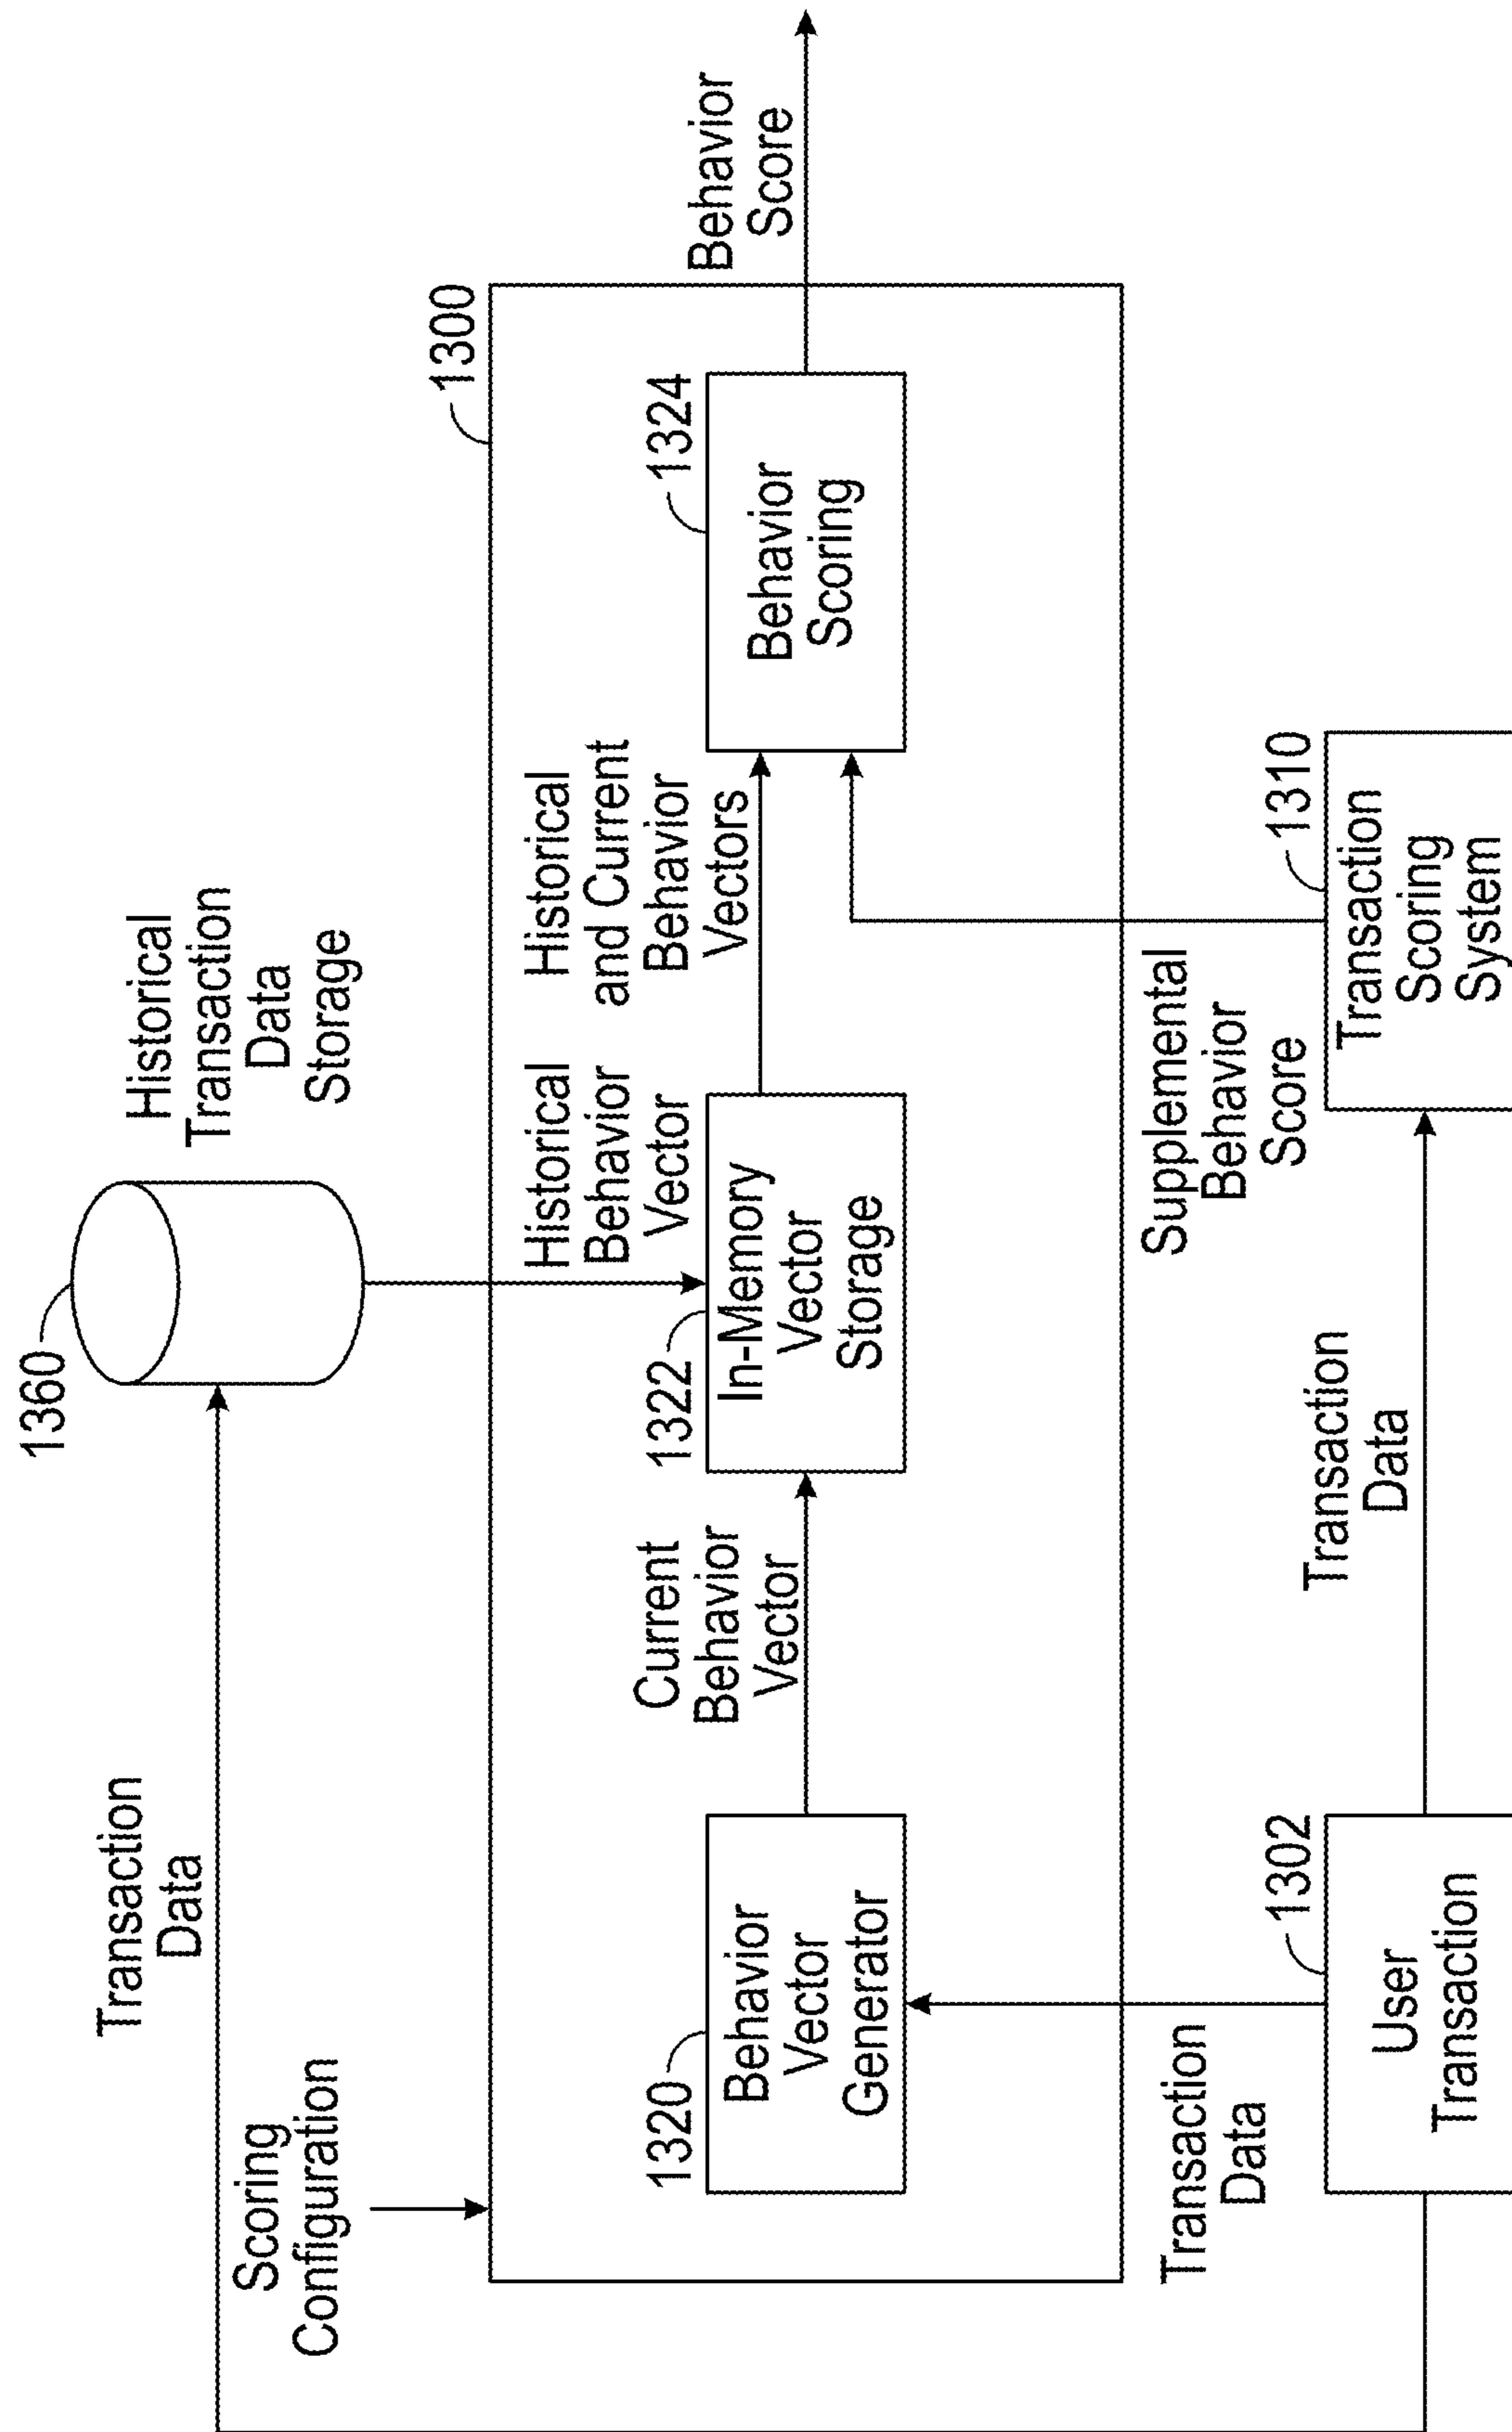 1360
Historical
Transaction
Data
Storage
Transaction
Data
Scoring
Configuration
1300
Historical
Behavior
Vector
Historical
and Current
Behavior
Vectors
Behavior
Score
1320
Behavior
Vector
Generator
Current
Behavior
Vector
1322
In-Memory
Vector
Storage
1324
Behavior
Scoring
Transaction
Data
Supplemental
Behavior
Score
1302
User
Transaction
Transaction
Data
1310
Transaction
Scoring
System